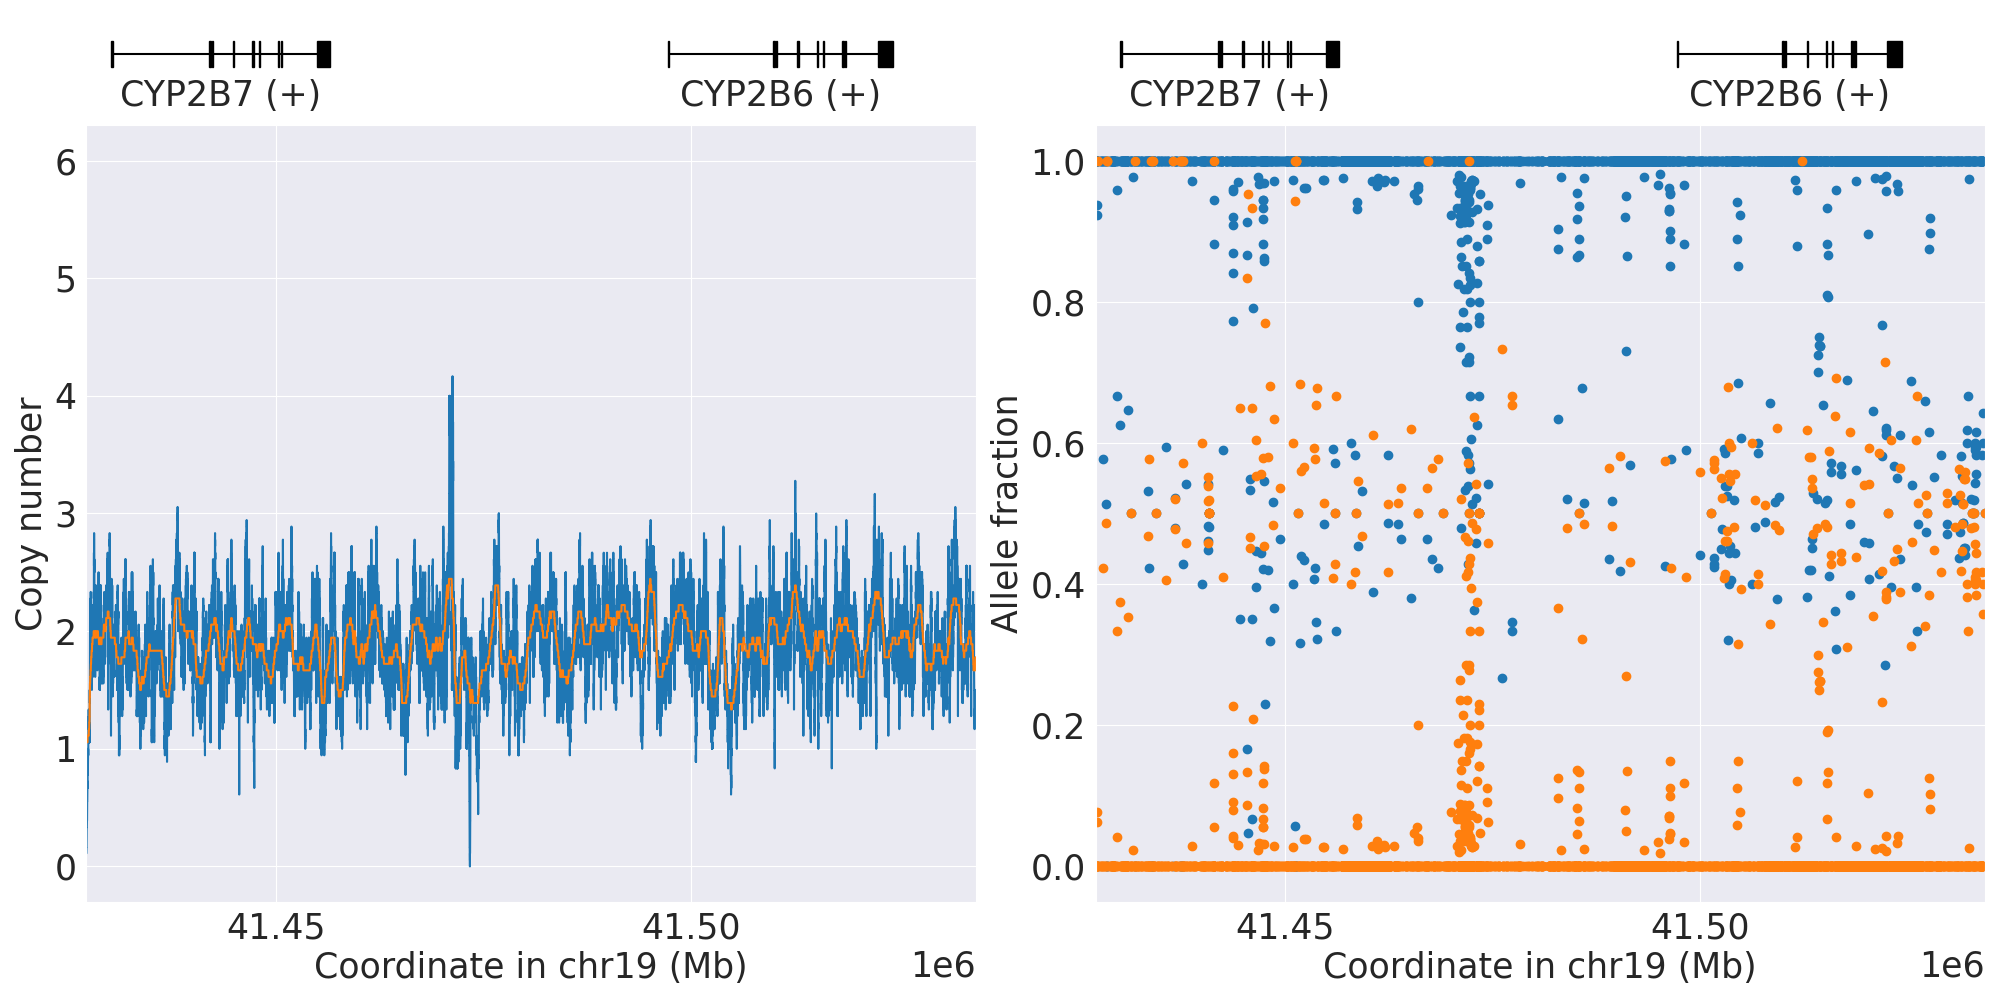 CYP2B7 (+)
CYP2B6 (+)
CYP2B7 (+)
CYP2B6 (+)
6
5
4
3
2
1
0
Copy number
41.45
41.50
Coordinate in chr19 (Mb)
1e6
1.0
0.8
0.6
0.4
0.2
0.0
Allele fraction
41.45
41.50
Coordinate in chr19 (Mb)
1e6